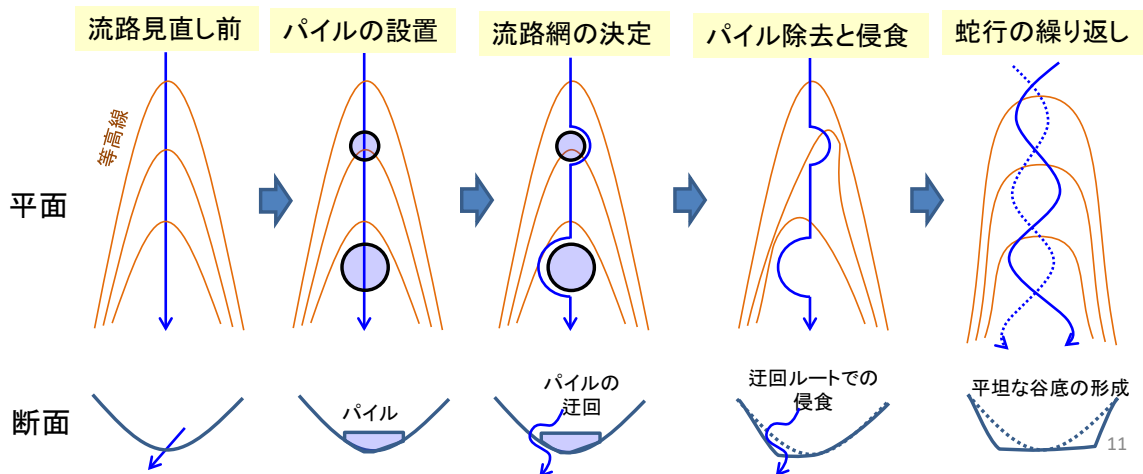 流路見直し前
パイルの設置
流路網の決定
パイル除去と侵食
蛇行の繰り返し
等高線
平面
断面
パイル
パイルの
迂回
迂回ルートでの
侵食
平坦な谷底の形成
11